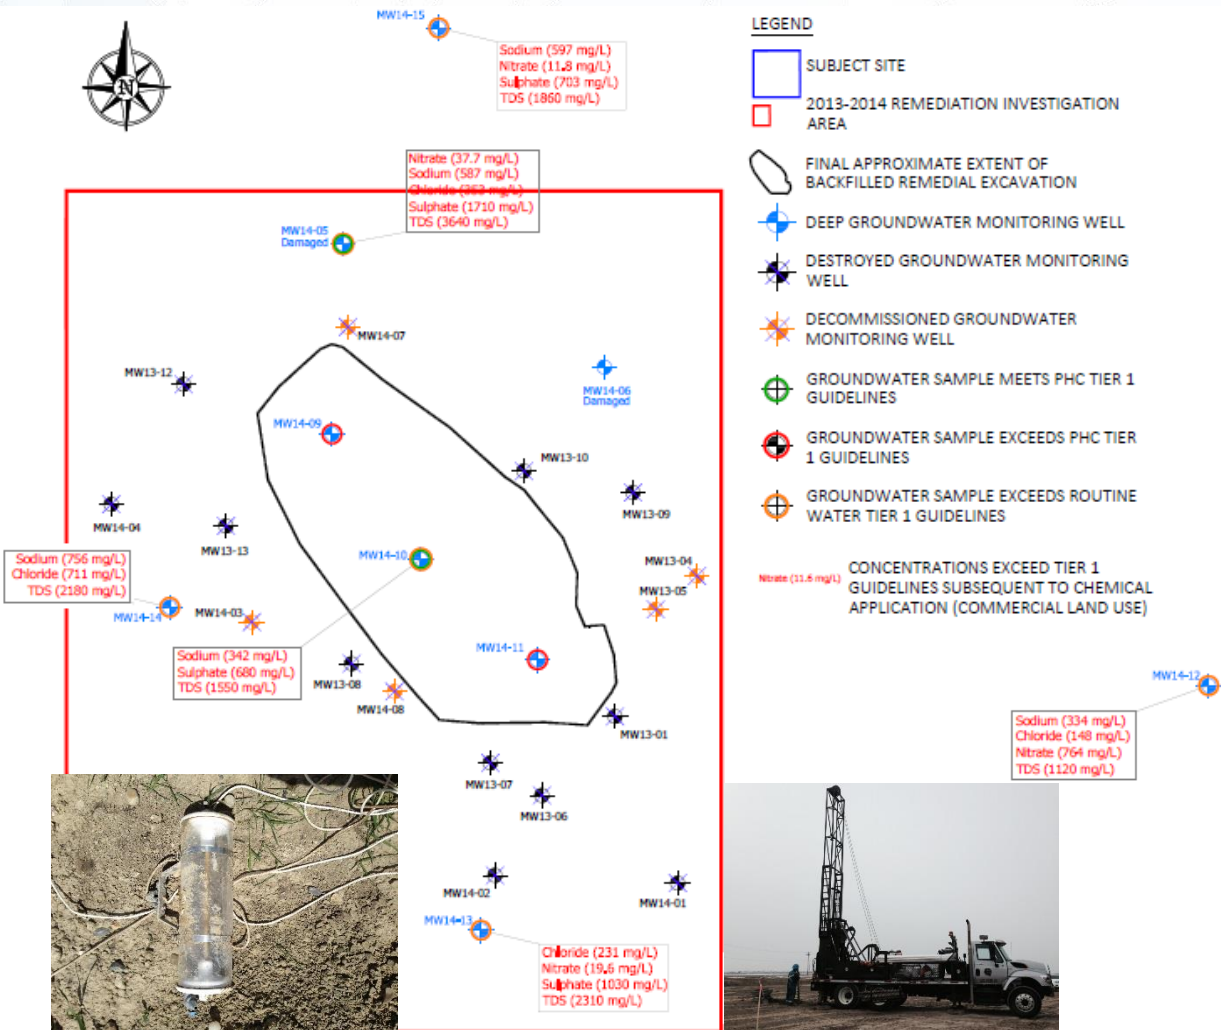 MW14-15
Sodium (597 mg/L)
Nitrate (11.8 mg/L)
Sulphate (703 mg/L)
TDS (1860 mg/L)
N
Nitrate (37.7 mg/L)
Sodium (587 mg/L)
Chloride (353 mg/L)
Sulphate (1710 mg/L)
TDS (3640 mg/L)
MW14-05
Damaged
MW14-07
MW13-12
MW14-06
Damaged
MW14-09
MW13-10
MW13-09
MW14-04
MW13-13
MW14-10
MW13-04
MW13-05
Sodium (756 mg/L)
Chloride (711 mg/L)
TDS (2180 mg/L)
MW14-14
MW14-03
Sodium (342 mg/L)
Sulphate (680 mg/L)
TDS (1550 mg/L)
MW14-11
MW13-08
MW14-08
MW13-01
MW13-07
MW13-06
MW14-02
MW14-01
MW14-13
Chloride (231 mg/L)
Nitrate (19.6 mg/L)
Sulphate (1030 mg/L)
TDS (2310 mg/L)
LEGEND
SUBJECT SITE
2013-2014 REMEDIATION INVESTIGATION
AREA
FINAL APPROXIMATE EXTENT OF
BACKFILLED REMEDIAL EXCAVATION
DEEP GROUNDWATER MONITORING WELL
DESTROYED GROUNDWATER MONITORING
WELL
DECOMMISSIONED GROUNDWATER
MONITORING WELL
GROUNDWATER SAMPLE MEETS PHC TIER 1
GUIDELINES
GROUNDWATER SAMPLE EXCEEDS PHC TIER
1 GUIDELINES
GROUNDWATER SAMPLE EXCEEDS ROUTINE
WATER TIER 1 GUIDELINES
Nitrate (11.6 mg/L)
CONCENTRATIONS EXCEED TIER 1
GUIDELINES SUBSEQUENT TO CHEMICAL
APPLICATION (COMMERCIAL LAND USE)
MW14-12
Sodium (334 mg/L)
Chloride (148 mg/L)
Nitrate (764 mg/L)
TDS (1120 mg/L)